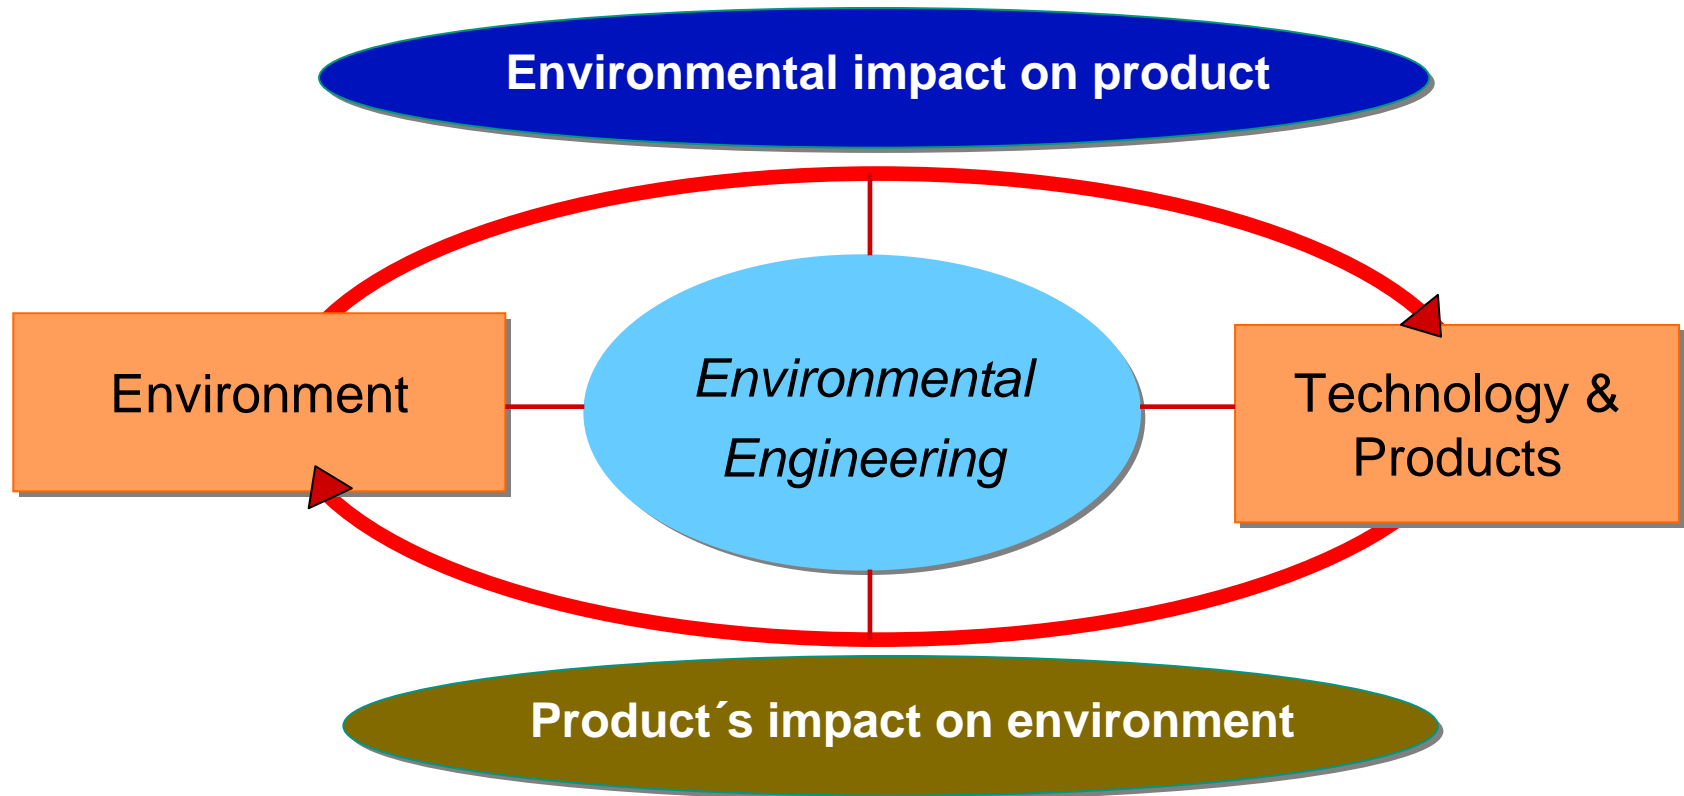 Environmental impact on product
Environment
Environmental
Engineering
Technology &
Products
Product´s impact on environment